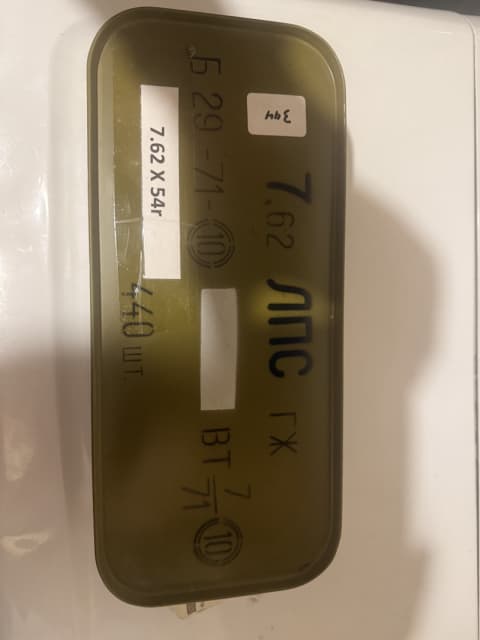 344
7.62 ЛПС ГЖ
Б 29-71-10 ВТ 7/71 10
7.62 X 54r
440 шт.